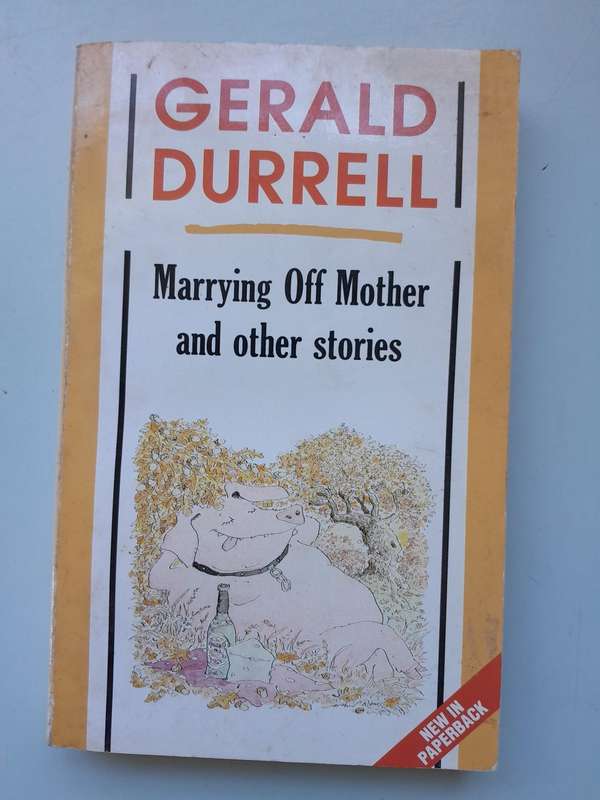 GERALD
DURRELL
Marrying Off Mother
and other stories
NEW IN
PAPERBACK